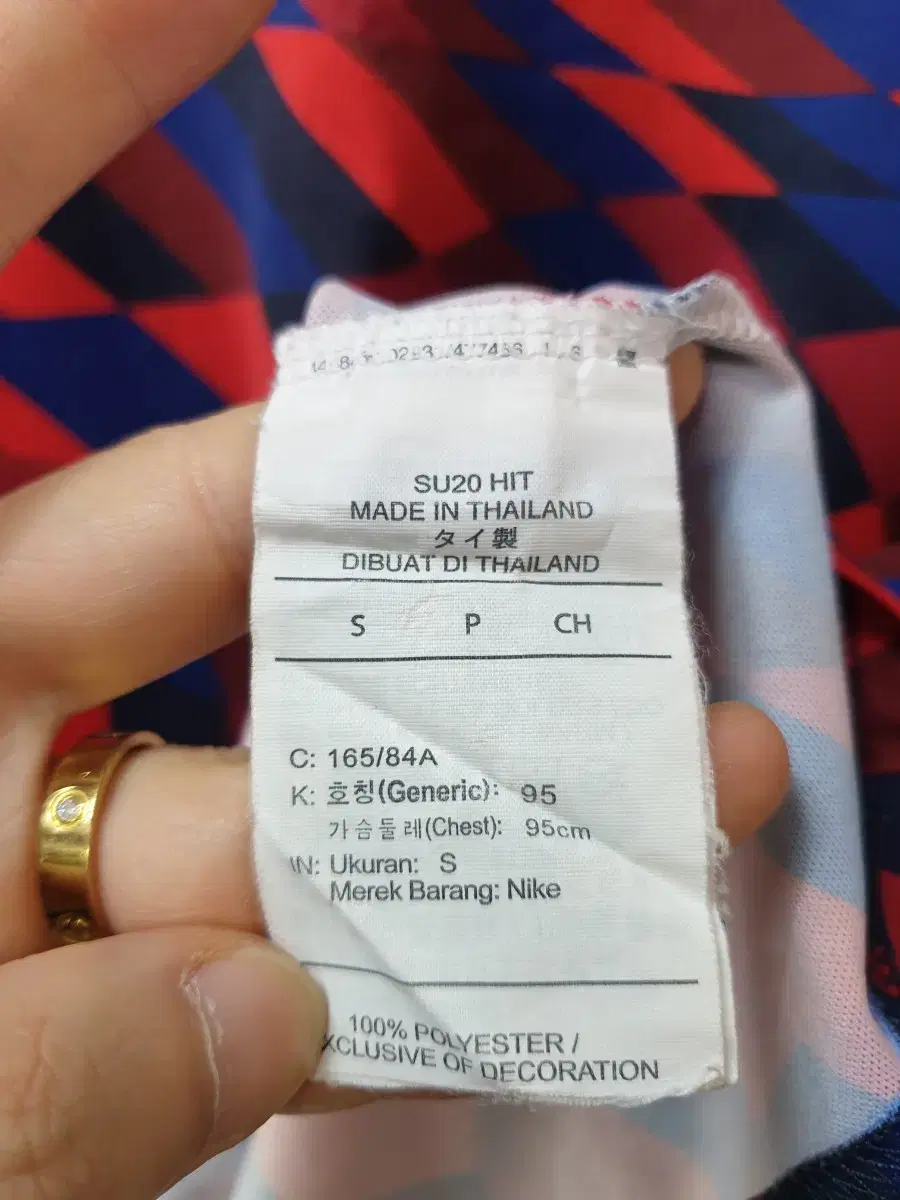 SU20 HIT
MADE IN THAILAND
タイ製
DIBUAT DI THAILAND
S P CH
C: 165/84A
K: 호칭(Generic): 95
가슴둘레(Chest): 95cm
IN: Ukuran: S
Merek Barang: Nike
100% POLYESTER /
EXCLUSIVE OF DECORATION